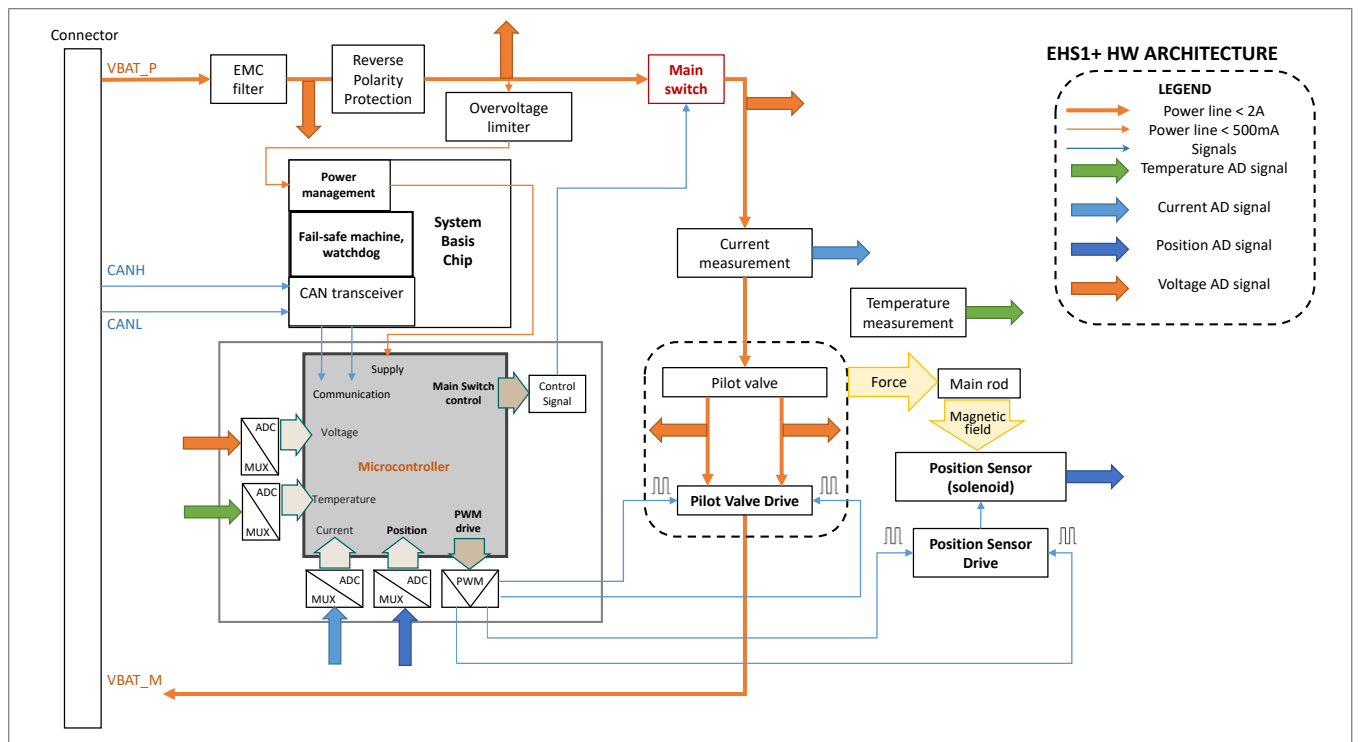 Connector
EHS1+ HW ARCHITECTURE
VBAT_P
EMC
filter
Reverse
Polarity
Protection
Main
switch
Overvoltage
limiter
LEGEND
Power line < 2A
Power line < 500mA
Signals
Temperature AD signal
Current AD signal
Position AD signal
Voltage AD signal
Power
management
Fail-safe machine,
watchdog
System
Basis
Chip
CAN transceiver
CANH
CANL
Current
measurement
Temperature
measurement
Supply
Communication
Main Switch
control
Control
Signal
Pilot valve
Force
Main rod
Magnetic
field
ADC
MUX
Voltage
Microcontroller
ADC
MUX
Temperature
Current
Position
PWM
drive
Pilot Valve Drive
Position Sensor
(solenoid)
Position Sensor
Drive
ADC
MUX
ADC
MUX
PWM
VBAT_M